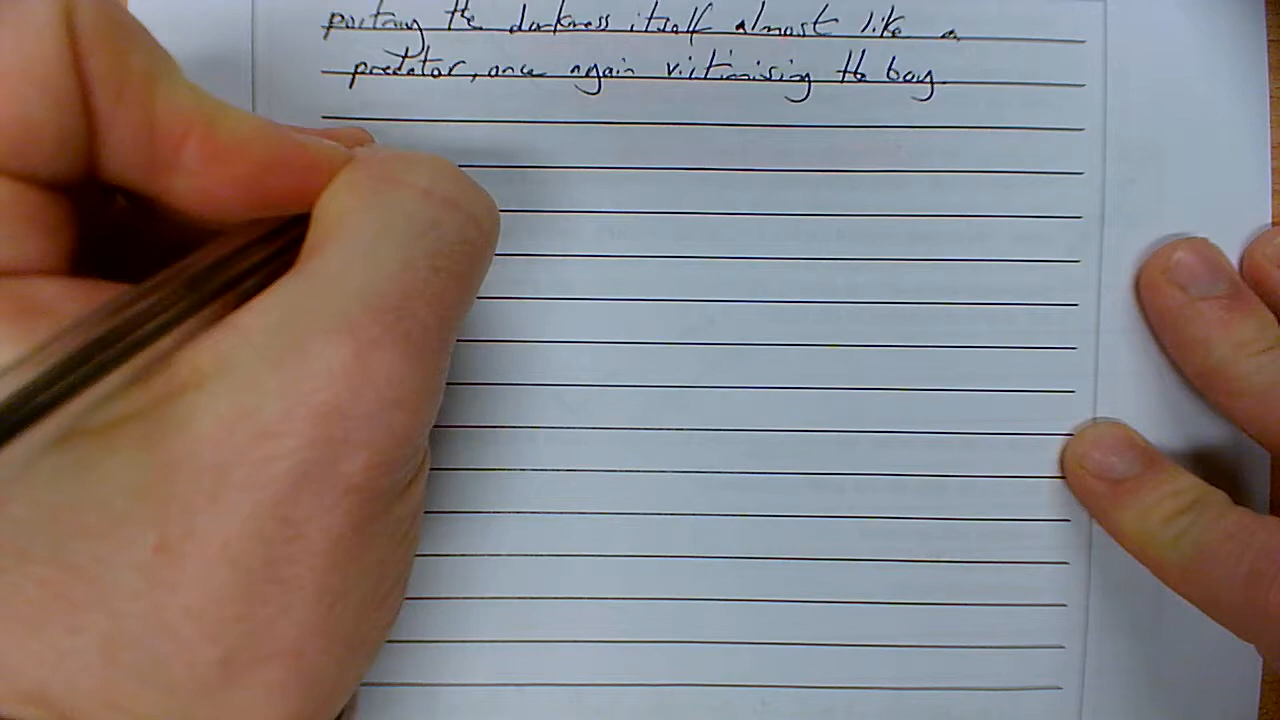 portray the darkness itself almost like a
predator, once again victimising the boy